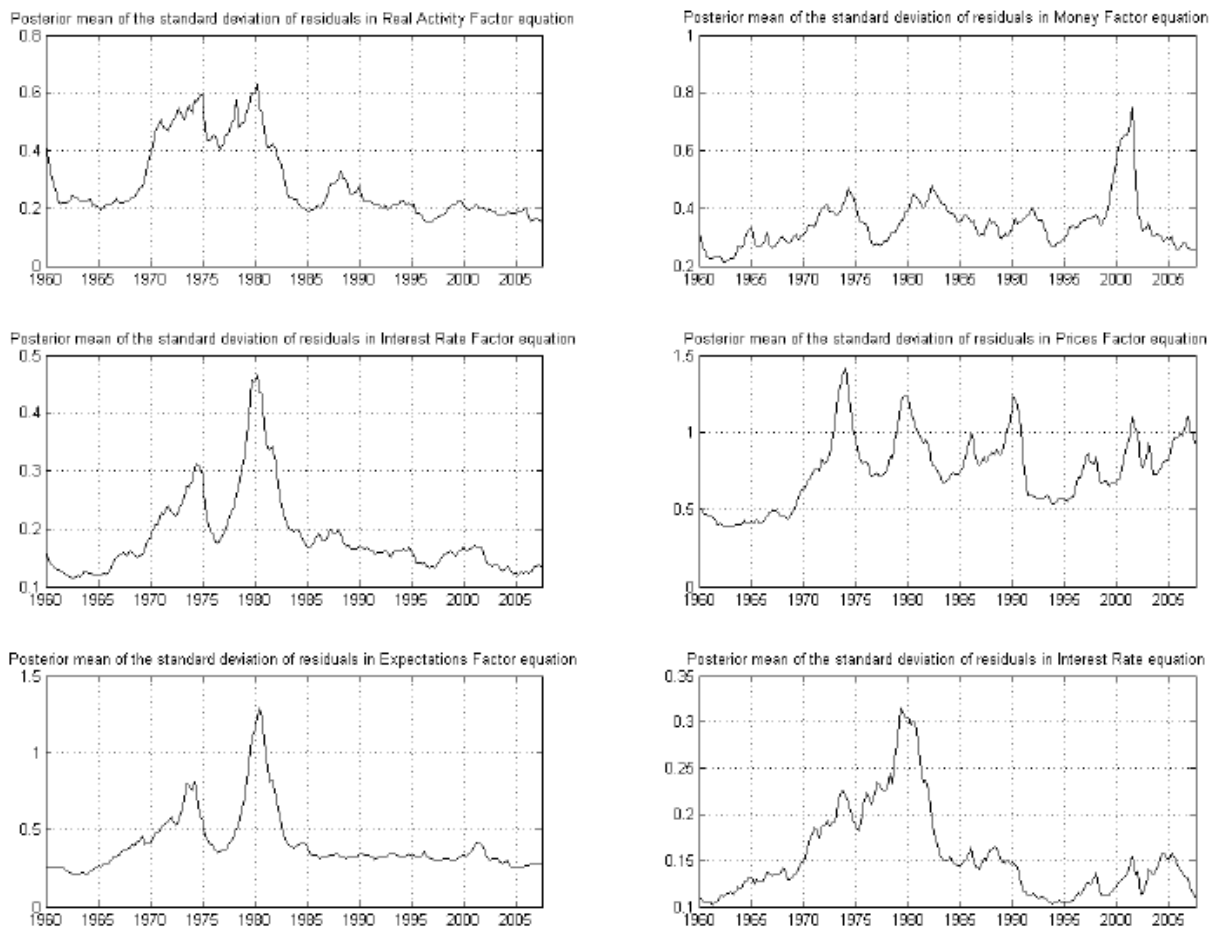 Posterior mean of the standard deviation of residuals in Real Activity Factor equation
0.8
0.6
0.4
0.2
0
1960 1965 1970 1975 1980 1985 1990 1995 2000 2005
Posterior mean of the standard deviation of residuals in Money Factor equation
1
0.8
0.6
0.4
0.2
1960 1965 1970 1975 1980 1985 1990 1995 2000 2005
Posterior mean of the standard deviation of residuals in Interest Rate Factor equation
0.5
0.4
0.3
0.2
0.1
1960 1965 1970 1975 1980 1985 1990 1995 2000 2005
Posterior mean of the standard deviation of residuals in Prices Factor equation
1.5
1
0.5
0
1960 1965 1970 1975 1980 1985 1990 1995 2000 2005
Posterior mean of the standard deviation of residuals in Expectations Factor equation
1.5
1
0.5
0
1960 1965 1970 1975 1980 1985 1990 1995 2000 2005
Posterior mean of the standard deviation of residuals in Interest Rate equation
0.35
0.3
0.25
0.2
0.15
0.1
1960 1965 1970 1975 1980 1985 1990 1995 2000 2005